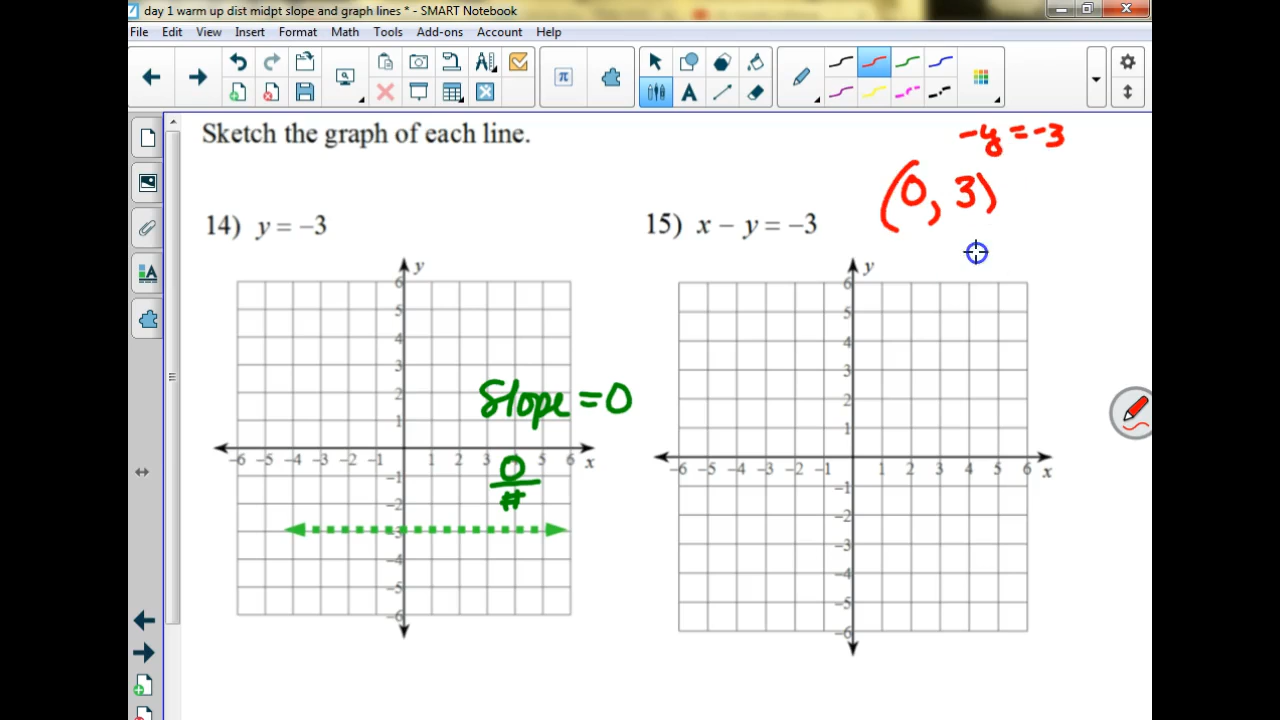 day 1 warm up dist midpt slope and graph lines * - SMART Notebook
File Edit View Insert Format Math Tools Add-ons Account Help
π A
Sketch the graph of each line.
-y = -3
(0, 3)
14) y = −3
15) x − y = −3
y
6
5
4
3
2
1
-6 -5 -4 -3 -2 -1 1 2 3 5 6 x
-1
-2
-3
-4
-5
-6
Slope = 0
0
#
y
6
5
4
3
2
1
-6 -5 -4 -3 -2 -1 1 2 3 4 5 6 x
-1
-2
-3
-4
-5
-6